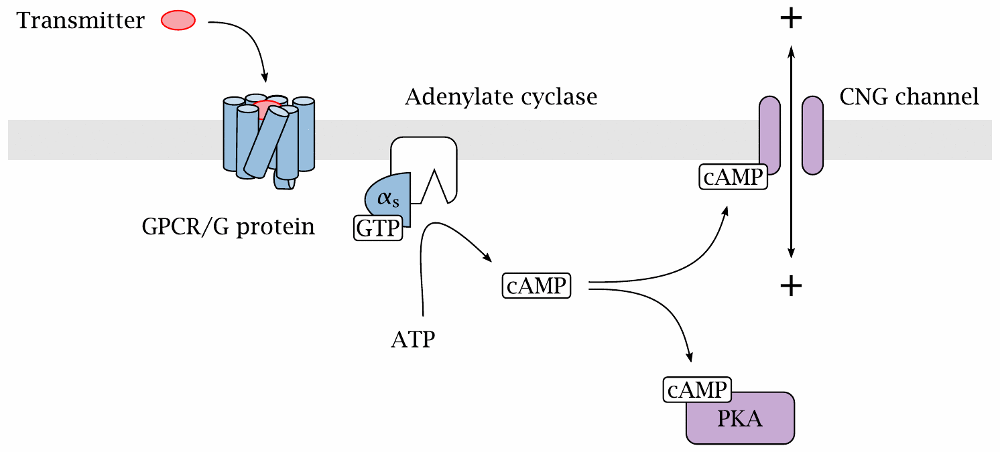 Transmitter
+
Adenylate cyclase
CNG channel
cAMP
αs
GPCR/G protein
GTP
cAMP
+
ATP
cAMP
PKA